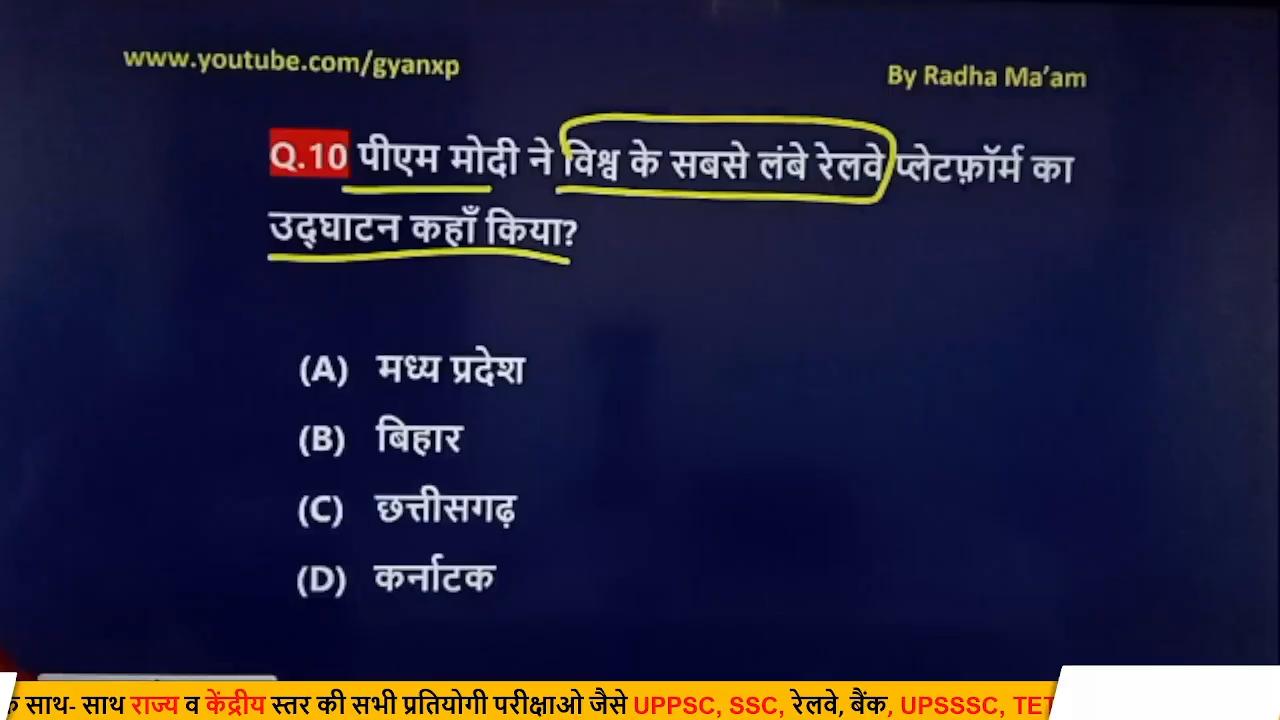 www.youtube.com/gyanxp
By Radha Ma’am
Q.10 पीएम मोदी ने विश्व के सबसे लंबे रेलवे प्लेटफ़ॉर्म का
उद्घाटन कहाँ किया?
(A) मध्य प्रदेश
(B) बिहार
(C) छत्तीसगढ़
(D) कर्नाटक
साथ- साथ राज्य व केंद्रीय स्तर की सभी प्रतियोगी परीक्षाओ जैसे UPPSC, SSC, रेलवे, बैंक, UPSSSC, TET